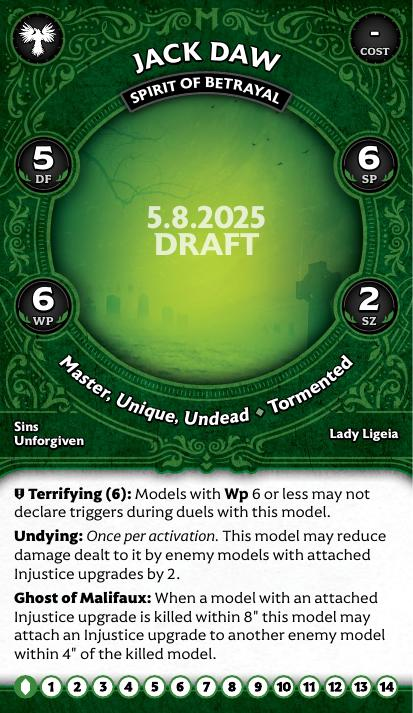 -
COST
JACK DAW
SPIRIT OF BETRAYAL
5
DF
6
SP
5.8.2025
DRAFT
6
WP
2
SZ
Master, Unique, Undead ◆ Tormented
Sins
Unforgiven
Lady Ligeia
Terrifying (6): Models with Wp 6 or less may not
declare triggers during duels with this model.
Undying: Once per activation. This model may reduce
damage dealt to it by enemy models with attached
Injustice upgrades by 2.
Ghost of Malifaux: When a model with an attached
Injustice upgrade is killed within 8" this model may
attach an Injustice upgrade to another enemy model
within 4" of the killed model.
1 2 3 4 5 6 7 8 9 10 11 12 13 14